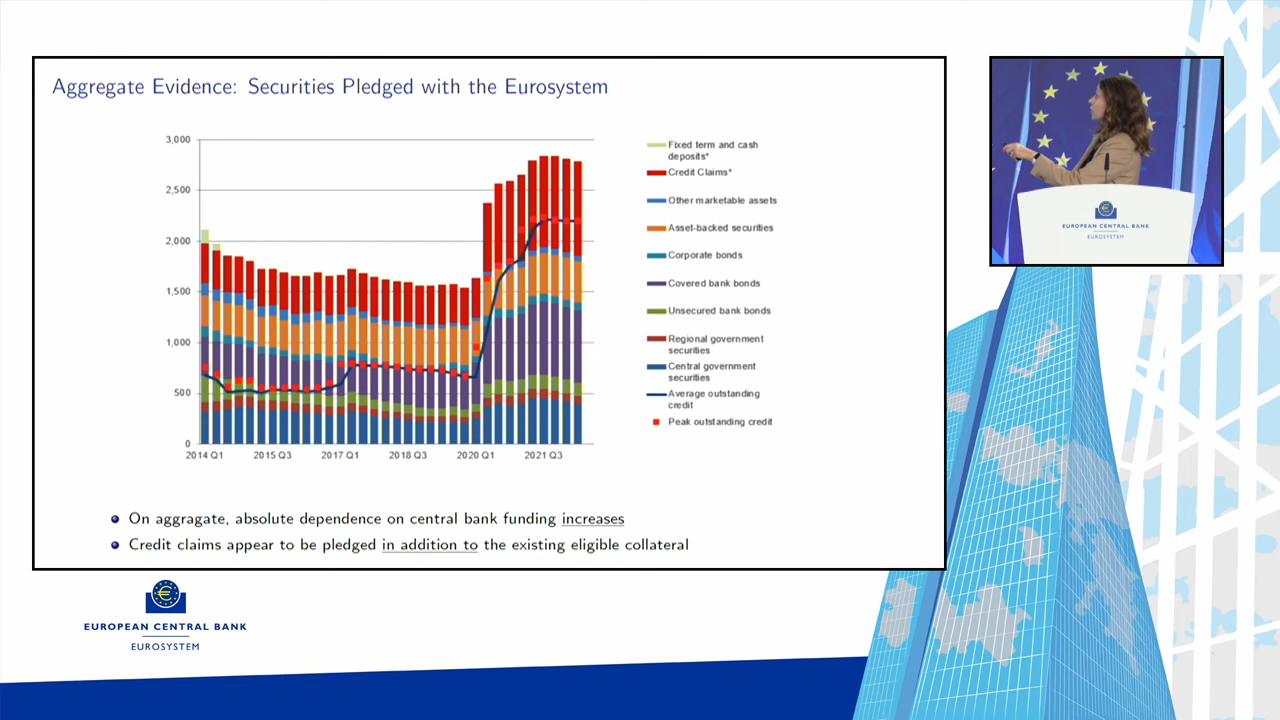 Aggregate Evidence: Securities Pledged with the Eurosystem
3,000
2,500
2,000
1,500
1,000
500
0
2014 Q1
2015 Q3
2017 Q1
2018 Q3
2020 Q1
2021 Q3
Fixed term and cash
deposits*
Credit Claims*
Other marketable assets
Asset-backed securities
Corporate bonds
Covered bank bonds
Unsecured bank bonds
Regional government
securities
Central government
securities
Average outstanding
credit
Peak outstanding credit
On aggragate, absolute dependence on central bank funding increases
Credit claims appear to be pledged in addition to the existing eligible collateral
EUROPEAN CENTRAL BANK
EUROSYSTEM
EUROPEAN CENTRAL BANK
EUROSYSTEM